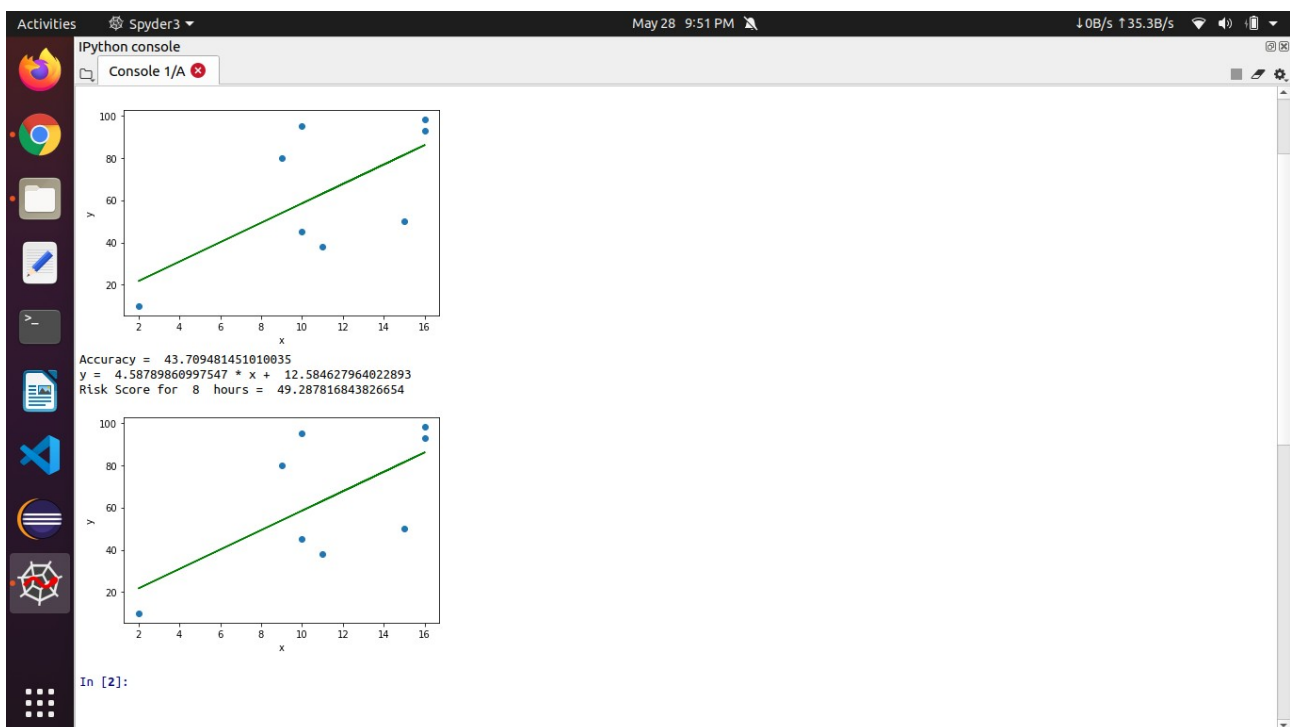 Activities Spyder3 May 28 9:51 PM ↓0B/s ↑35.3B/s
IPython console
Console 1/A
100
80
60
40
20
y
2 4 6 8 10 12 14 16
x
Accuracy =  43.709481451010035
y =  4.58789860997547 * x +  12.584627964022893
Risk Score for  8  hours =  49.287816843826654
100
80
60
40
20
y
2 4 6 8 10 12 14 16
x
In [2]: